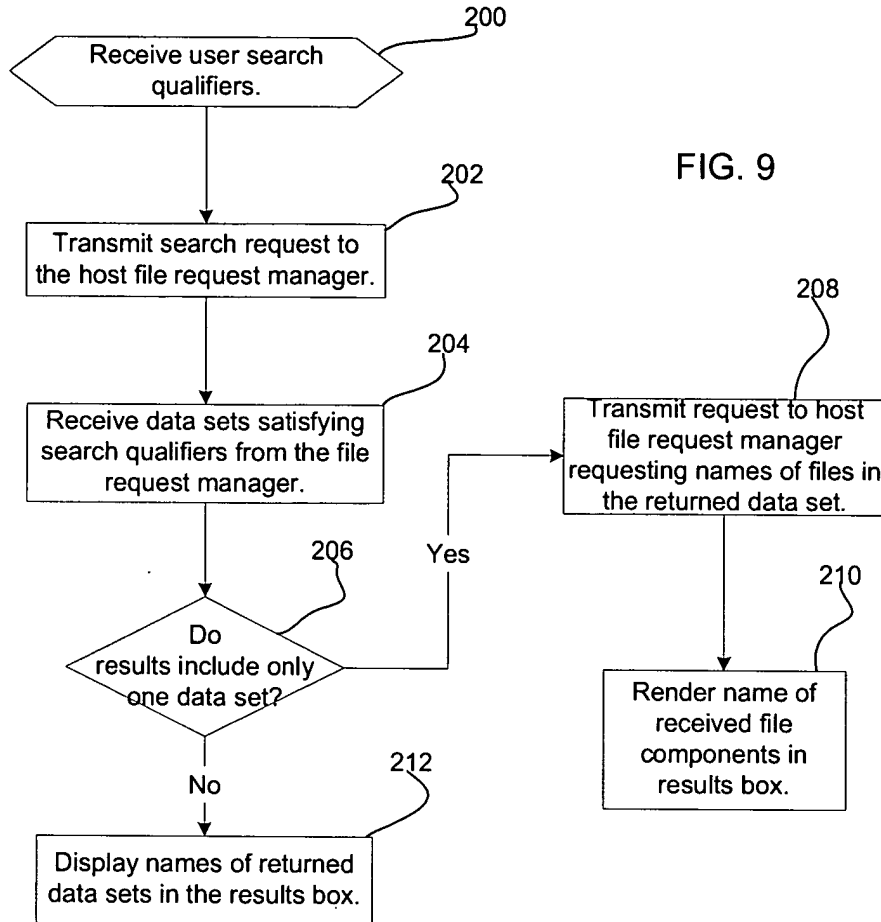 200
Receive user search
qualifiers.
FIG. 9
202
Transmit search request to
the host file request manager.
204
Receive data sets satisfying
search qualifiers from the file
request manager.
206
Do
results include only
one data set?
Yes
No
208
Transmit request to host
file request manager
requesting names of files in
the returned data set.
210
Render name of
received file
components in
results box.
212
Display names of returned
data sets in the results box.